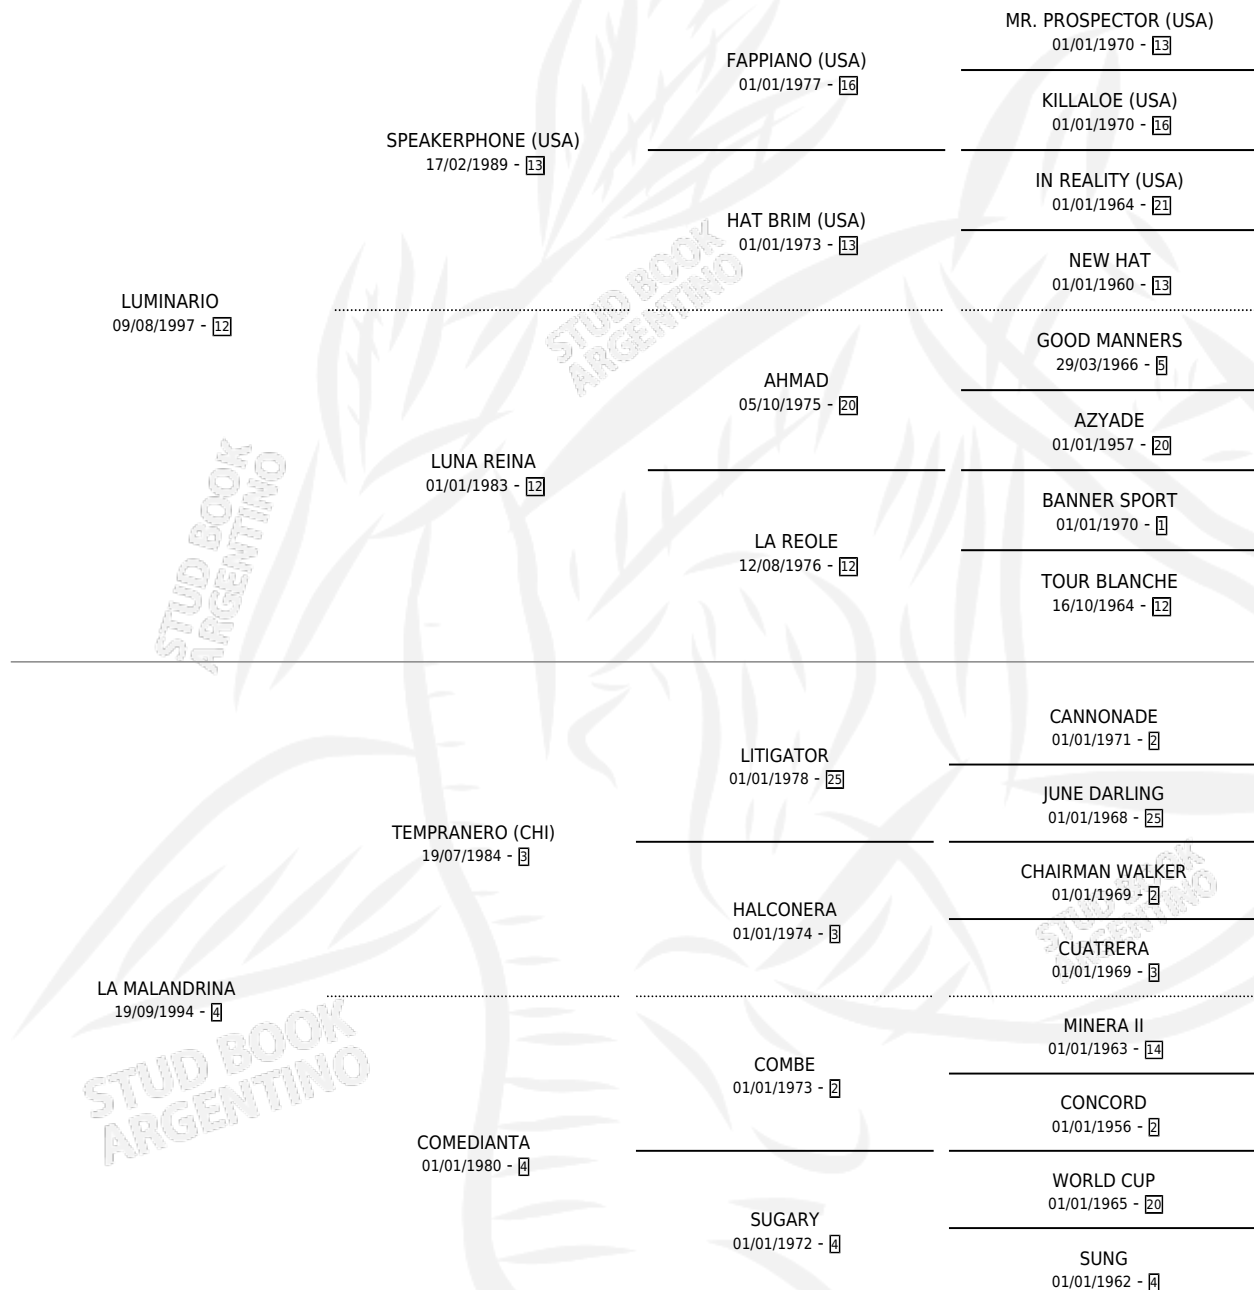 MR. PROSPECTOR (USA)
01/01/1970 - 13
FAPPIANO (USA)
01/01/1977 - 16
KILLALOE (USA)
01/01/1970 - 16
SPEAKERPHONE (USA)
17/02/1989 - 13
IN REALITY (USA)
01/01/1964 - 21
HAT BRIM (USA)
01/01/1973 - 13
NEW HAT
01/01/1960 - 13
LUMINARIO
09/08/1997 - 12
GOOD MANNERS
29/03/1966 - 5
AHMAD
05/10/1975 - 20
AZYADE
01/01/1957 - 20
LUNA REINA
01/01/1983 - 12
BANNER SPORT
01/01/1970 - 1
LA REOLE
12/08/1976 - 12
TOUR BLANCHE
16/10/1964 - 12
CANNONADE
01/01/1971 - 2
LITIGATOR
01/01/1978 - 25
JUNE DARLING
01/01/1968 - 25
TEMPRANERO (CHI)
19/07/1984 - 3
CHAIRMAN WALKER
01/01/1969 - 2
HALCONERA
01/01/1974 - 3
CUATRERA
01/01/1969 - 3
LA MALANDRINA
19/09/1994 - 4
MINERA II
01/01/1963 - 14
COMBE
01/01/1973 - 2
CONCORD
01/01/1956 - 2
COMEDIANTA
01/01/1980 - 4
WORLD CUP
01/01/1965 - 20
SUGARY
01/01/1972 - 4
SUNG
01/01/1962 - 4
STUD BOOK
ARGENTINO
STUD BOOK
ARGENTINO
STUD BOOK
ARGENTINO
STUD BOOK
ARGENTINO